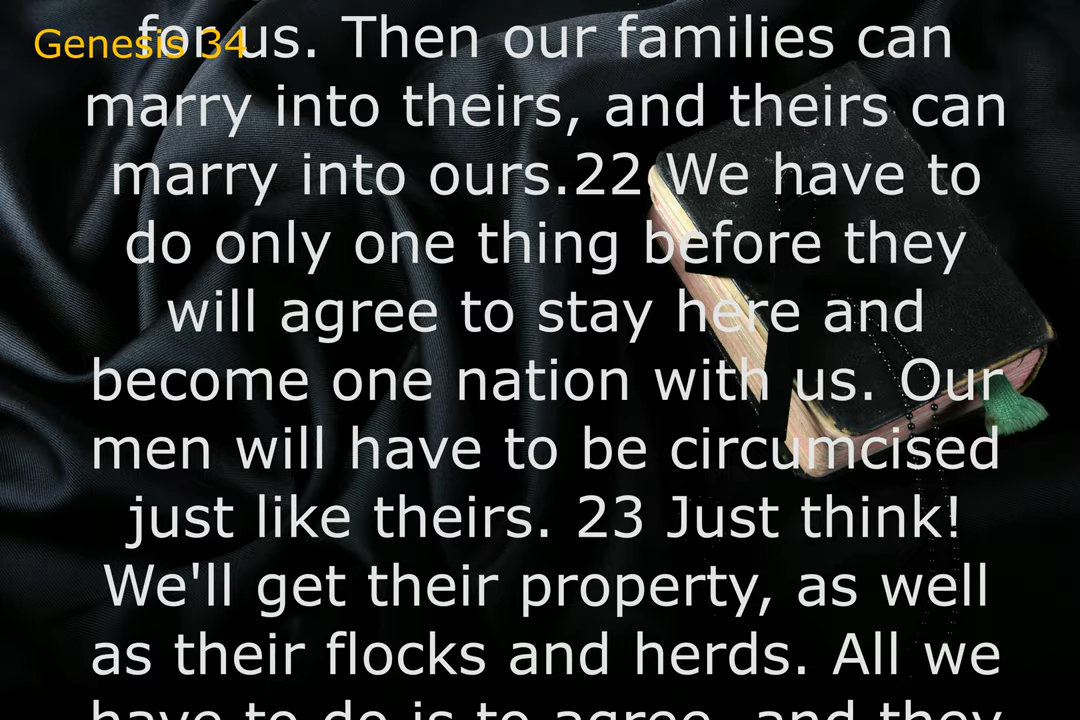 Genesis 34
for us. Then our families can
marry into theirs, and theirs can
marry into ours.22 We have to
do only one thing before they
will agree to stay here and
become one nation with us. Our
men will have to be circumcised
just like theirs. 23 Just think!
We'll get their property, as well
as their flocks and herds. All we
have to do is to agree, and they